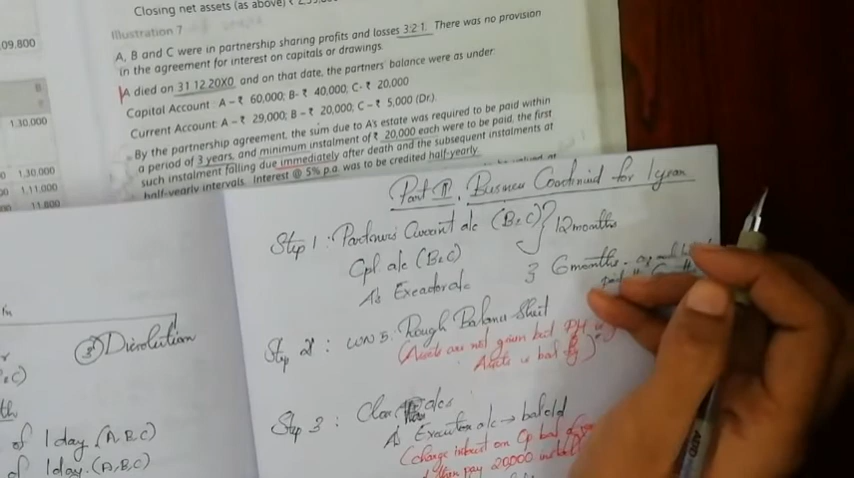 Closing net assets (as above) ₹
Illustration 7
A, B and C were in partnership sharing profits and losses 3:2:1. There was no provision
in the agreement for interest on capitals or drawings.
A died on 31.12.20X0 and on that date, the partners' balance were as under:
Capital Account : A – ₹ 60,000; B- ₹ 40,000; C- ₹ 20,000
Current Account: A – ₹ 29,000; B – ₹ 20,000; C – ₹ 5,000 (Dr.).
By the partnership agreement, the sum due to A's estate was required to be paid within
a period of 3 years, and minimum instalment of ₹ 20,000 each were to be paid, the first
such instalment falling due immediately after death and the subsequent instalments at
half-yearly intervals. Interest @ 5% p.a. was to be credited half-yearly.
09,800
1,30,000
1,30,000
1,11,000
11,800
Part II. Business Continued for 1 year
Step 1: Partners Current a/c (B&C) } 12 months
Cpl. a/c (B&C)
A's Executor a/c } 6 months
Step 2: WN 5. Rough Balance Sheet
(Assets are not given but
Assets is bal fig)
Step 3:
A's Executor a/c → bal c/d
(charge interest on Cp bal
then pay 20,000
③ Dissolution
of 1 day (A, B, C)
of 1 day. (A, B, C)